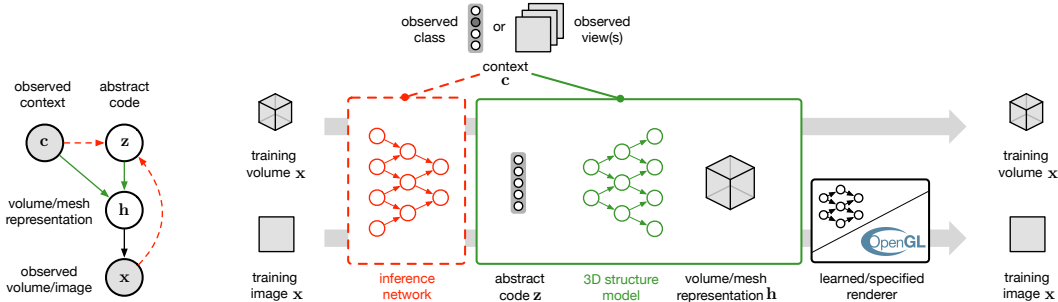 observed
class
or
observed
view(s)
context
c
observed
context
abstract
code
c
z
volume/mesh
representation
h
observed
volume/image
x
training
volume x
training
image x
inference
network
abstract
code z
3D structure
model
volume/mesh
representation h
OpenGL
learned/specified
renderer
training
volume x
training
image x